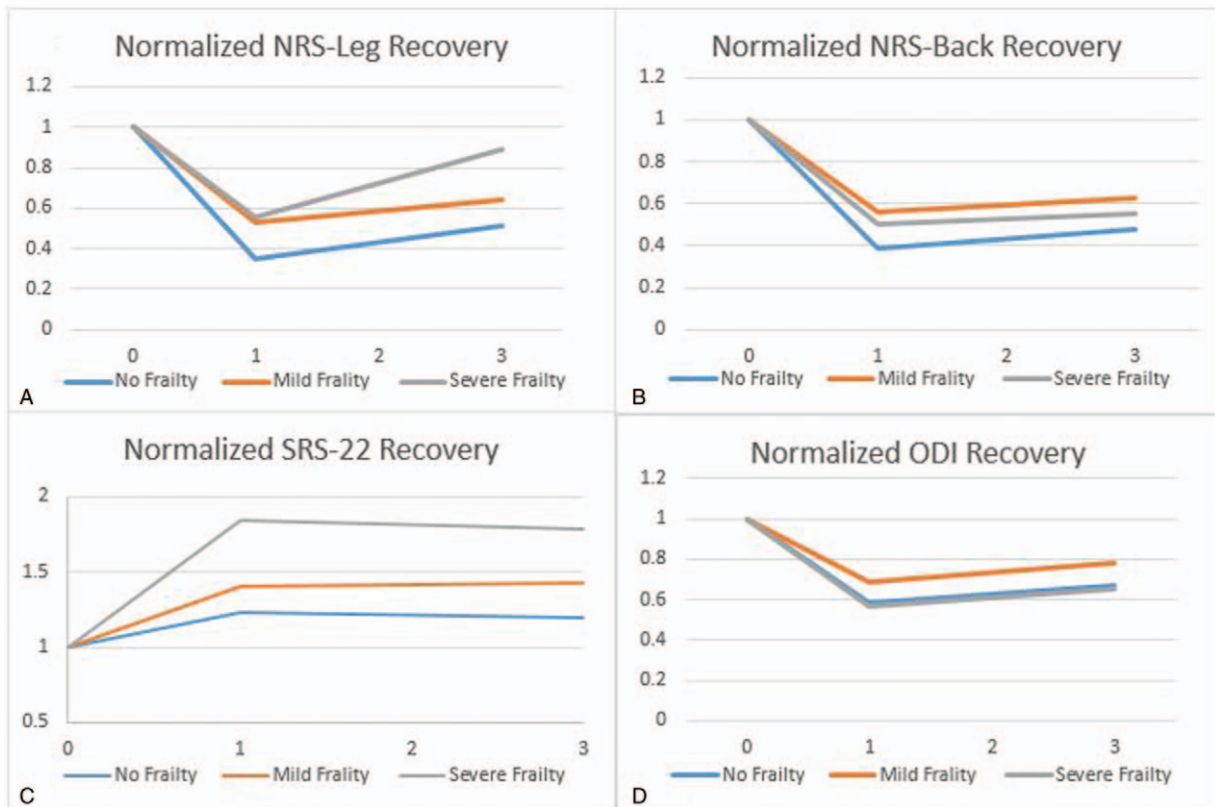 Normalized NRS-Leg Recovery
1.2
1
0.8
0.6
0.4
0.2
0
0 1 2 3
No Frailty Mild Frality Severe Frailty
A
Normalized NRS-Back Recovery
1.2
1
0.8
0.6
0.4
0.2
0
0 1 2 3
No Frailty Mild Frality Severe Frailty
B
Normalized SRS-22 Recovery
2
1.5
1
0.5
0 1 2 3
No Frailty Mild Frality Severe Frailty
C
Normalized ODI Recovery
1.2
1
0.8
0.6
0.4
0.2
0
0 1 2 3
No Frailty Mild Frality Severe Frailty
D